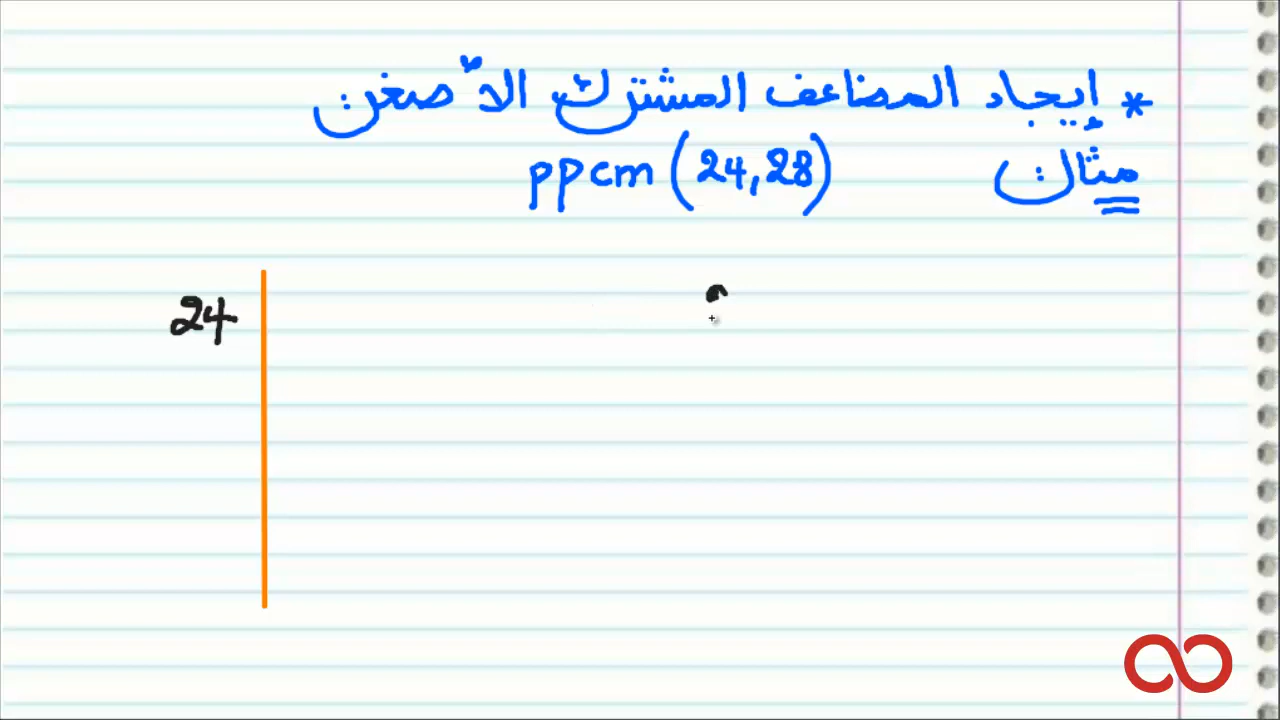 * إيجاد المضاعف المشترك الأصغر:
مثال: ppcm (24,28)
24